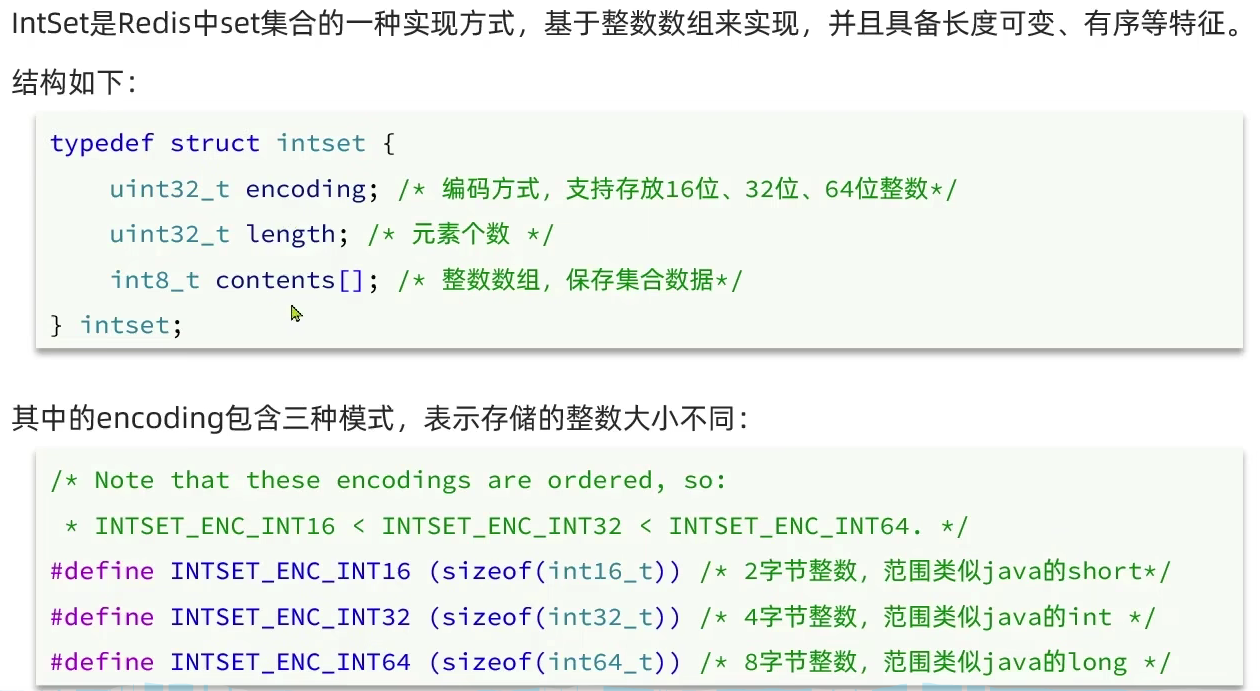 IntSet是Redis中set集合的一种实现方式，基于整数数组来实现，并且具备长度可变、有序等特征。
结构如下：
typedef struct intset {
    uint32_t encoding; /* 编码方式，支持存放16位、32位、64位整数*/
    uint32_t length; /* 元素个数 */
    int8_t contents[]; /* 整数数组，保存集合数据*/
} intset;
其中的encoding包含三种模式，表示存储的整数大小不同：
/* Note that these encodings are ordered, so:
 * INTSET_ENC_INT16 < INTSET_ENC_INT32 < INTSET_ENC_INT64. */
#define INTSET_ENC_INT16 (sizeof(int16_t)) /* 2字节整数，范围类似java的short*/
#define INTSET_ENC_INT32 (sizeof(int32_t)) /* 4字节整数，范围类似java的int */
#define INTSET_ENC_INT64 (sizeof(int64_t)) /* 8字节整数，范围类似java的long */